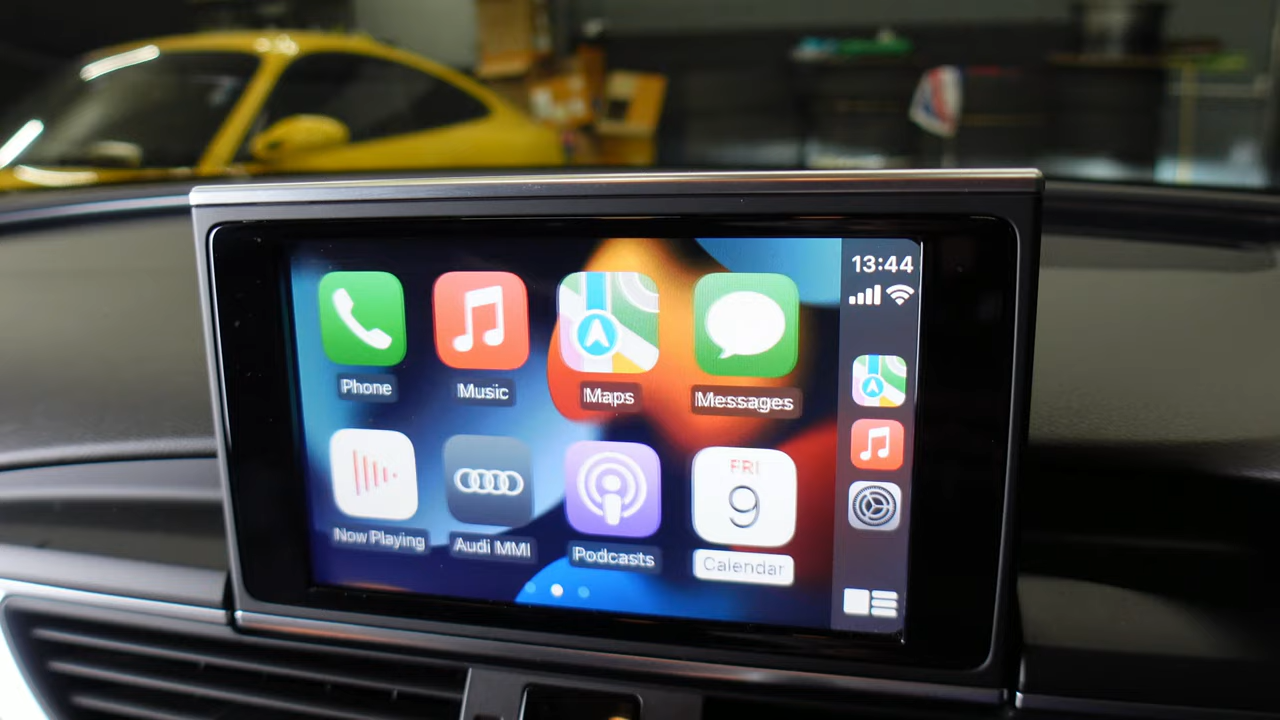 13:44
Phone
Music
Maps
Messages
Now Playing
Audi MMI
Podcasts
FRI
9
Calendar